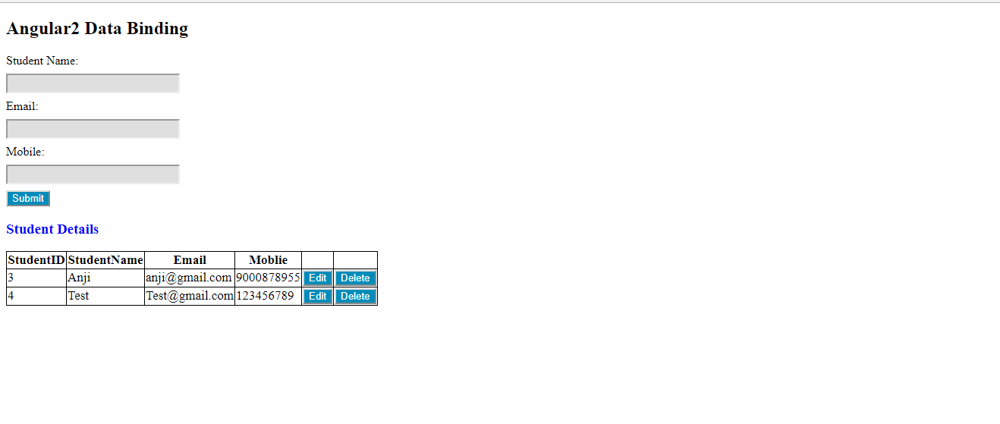 Angular2 Data Binding
Student Name:
Email:
Mobile:
Submit
Student Details
StudentID StudentName Email Moblie
3 Anji anji@gmail.com 9000878955 Edit Delete
4 Test Test@gmail.com 123456789 Edit Delete